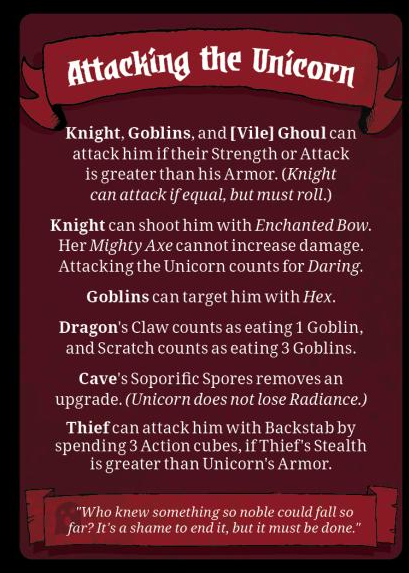 Attacking the Unicorn
Knight, Goblins, and [Vile] Ghoul can
attack him if their Strength or Attack
is greater than his Armor. (Knight
can attack if equal, but must roll.)
Knight can shoot him with Enchanted Bow.
Her Mighty Axe cannot increase damage.
Attacking the Unicorn counts for Daring.
Goblins can target him with Hex.
Dragon's Claw counts as eating 1 Goblin,
and Scratch counts as eating 3 Goblins.
Cave's Soporific Spores removes an
upgrade. (Unicorn does not lose Radiance.)
Thief can attack him with Backstab by
spending 3 Action cubes, if Thief's Stealth
is greater than Unicorn's Armor.
"Who knew something so noble could fall so
far? It's a shame to end it, but it must be done."